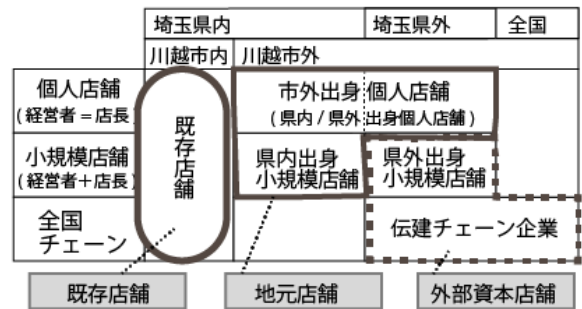 埼玉県内 埼玉県外 全国
川越市内 川越市外
個人店舗
(経営者=店長)
既存店舗
市外出身 個人店舗
(県内/県外 出身個人店舗)
小規模店舗
(経営者+店長)
県内出身
小規模店舗
県外出身
小規模店舗
全国
チェーン
伝建チェーン企業
既存店舗 地元店舗 外部資本店舗